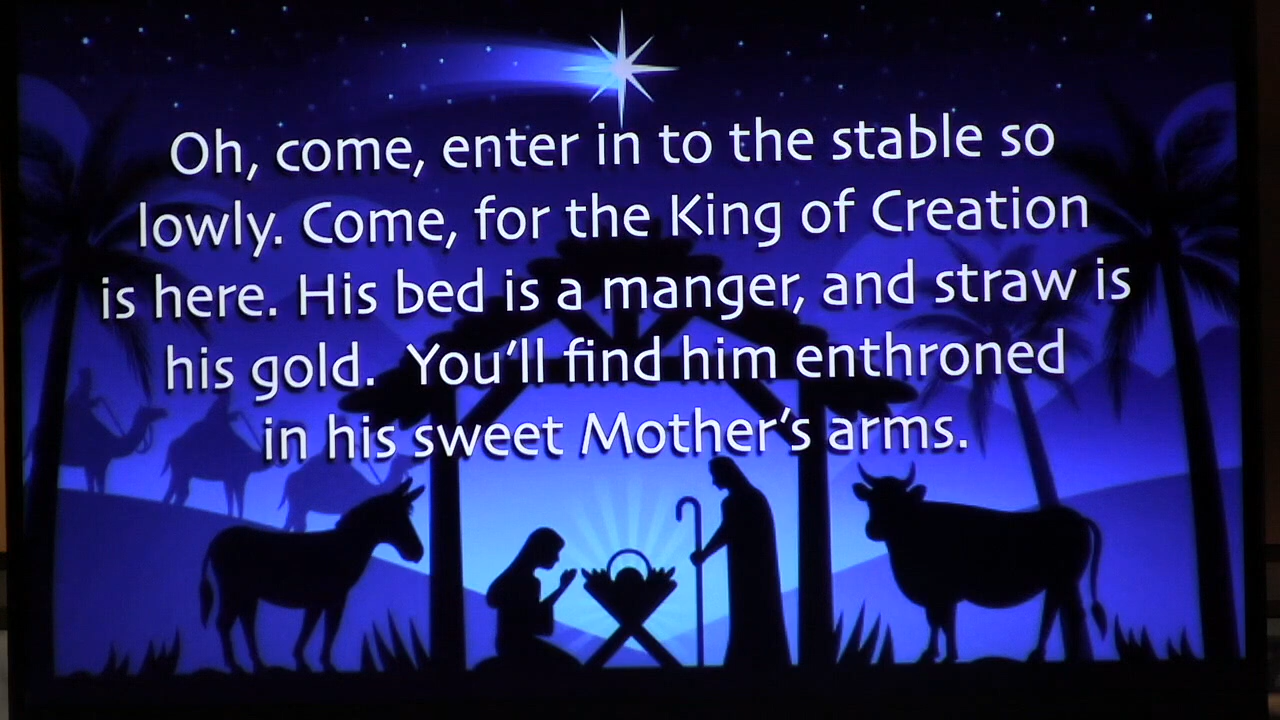 Oh, come, enter in to the stable so
lowly. Come, for the King of Creation
is here. His bed is a manger, and straw is
his gold.  You'll find him enthroned
in his sweet Mother's arms.